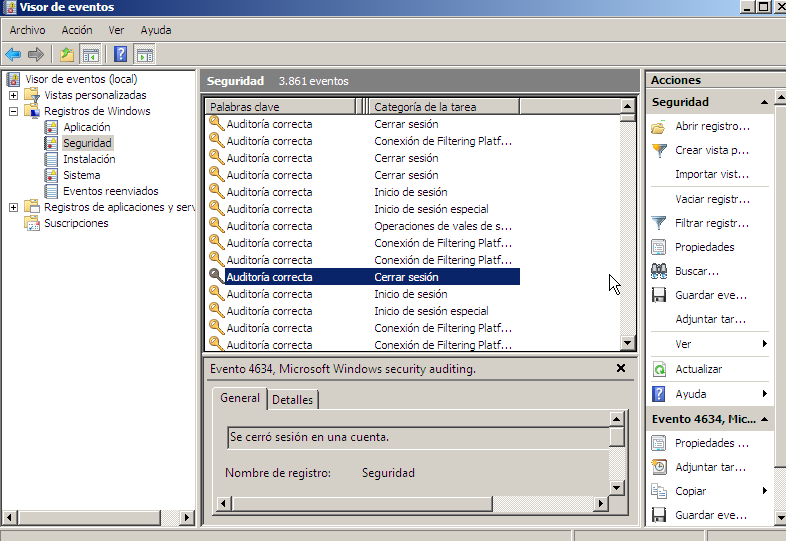 Visor de eventos
Archivo Acción Ver Ayuda
Visor de eventos (local)
Vistas personalizadas
Registros de Windows
Aplicación
Seguridad
Instalación
Sistema
Eventos reenviados
Registros de aplicaciones y serv
Suscripciones
Seguridad 3.861 eventos
Palabras clave Categoría de la tarea
Auditoría correcta Cerrar sesión
Auditoría correcta Conexión de Filtering Platf...
Auditoría correcta Cerrar sesión
Auditoría correcta Cerrar sesión
Auditoría correcta Inicio de sesión
Auditoría correcta Inicio de sesión especial
Auditoría correcta Operaciones de vales de s...
Auditoría correcta Conexión de Filtering Platf...
Auditoría correcta Conexión de Filtering Platf...
Auditoría correcta Cerrar sesión
Auditoría correcta Inicio de sesión
Auditoría correcta Inicio de sesión especial
Auditoría correcta Conexión de Filtering Platf...
Auditoría correcta Conexión de Filtering Platf...
Evento 4634, Microsoft Windows security auditing.
General Detalles
Se cerró sesión en una cuenta.
Nombre de registro: Seguridad
Acciones
Seguridad
Abrir registro...
Crear vista p...
Importar vist...
Vaciar registr...
Filtrar registr...
Propiedades
Buscar...
Guardar eve...
Adjuntar tar...
Ver
Actualizar
Ayuda
Evento 4634, Mic...
Propiedades ...
Adjuntar tar...
Copiar
Guardar eve...